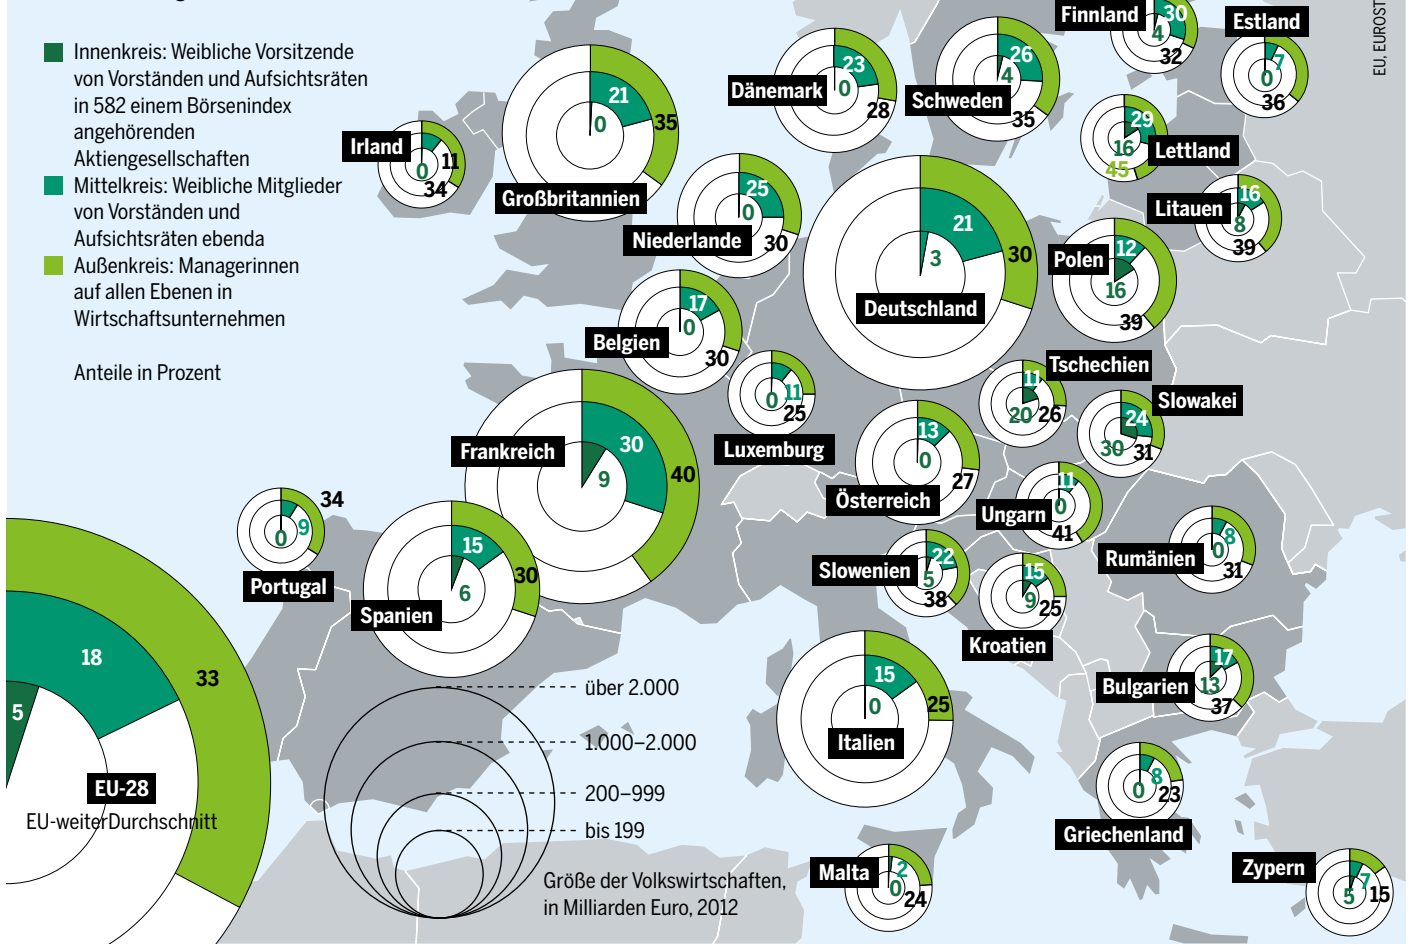 Innenkreis: Weibliche Vorsitzende
von Vorständen und Aufsichtsräten
in 582 einem Börsenindex
angehörenden
Aktiengesellschaften
Mittelkreis: Weibliche Mitglieder
von Vorständen und
Aufsichtsräten ebenda
Außenkreis: Managerinnen
auf allen Ebenen in
Wirtschaftsunternehmen
Anteile in Prozent
EU, EUROST
Irland
11
0
34
21
35
0
Großbritannien
23
Dänemark
0
28
26
4
Schweden
35
Finnland
30
4
32
Estland
7
0
36
29
16
Lettland
45
16
Litauen
8
39
25
0
Niederlande
30
21
3
30
Deutschland
12
Polen
16
39
17
0
Belgien
30
11
0
25
Luxemburg
Tschechien
11
20
26
Slowakei
24
30
31
Frankreich
30
9
40
13
0
27
Österreich
11
0
Ungarn
41
34
9
0
Portugal
15
30
6
Spanien
22
Slowenien
5
38
15
9
25
Kroatien
8
0
Rumänien
31
17
Bulgarien
13
37
15
0
25
Italien
8
0
23
Griechenland
2
Malta
0
24
Zypern
7
5
15
18
33
5
EU-28
EU-weiterDurchschnitt
über 2.000
1.000–2.000
200–999
bis 199
Größe der Volkswirtschaften,
in Milliarden Euro, 2012